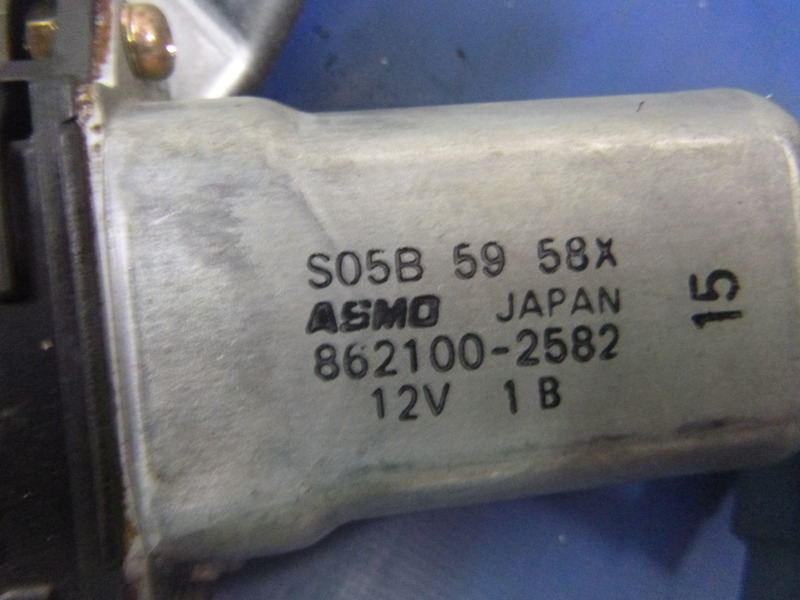 S05B 59 58X
ASMO JAPAN
862100-2582
12V 1B
15